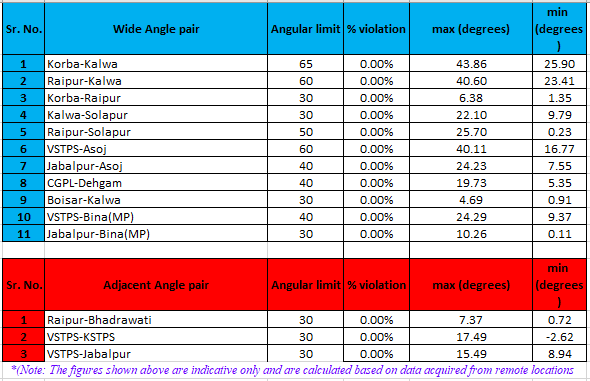 Sr. No. Wide Angle pair Angular limit % violation max (degrees) min (degrees)
1 Korba-Kalwa 65 0.00% 43.86 25.90
2 Raipur-Kalwa 60 0.00% 40.60 23.41
3 Korba-Raipur 30 0.00% 6.38 1.35
4 Kalwa-Solapur 30 0.00% 22.10 9.79
5 Raipur-Solapur 50 0.00% 25.70 0.23
6 VSTPS-Asoj 60 0.00% 40.11 16.77
7 Jabalpur-Asoj 40 0.00% 24.23 7.55
8 CGPL-Dehgam 40 0.00% 19.73 5.35
9 Boisar-Kalwa 30 0.00% 4.69 0.91
10 VSTPS-Bina(MP) 40 0.00% 24.29 9.37
11 Jabalpur-Bina(MP) 30 0.00% 10.26 0.11
Sr. No. Adjacent Angle pair Angular limit % violation max (degrees) min (degrees)
1 Raipur-Bhadrawati 30 0.00% 7.37 0.72
2 VSTPS-KSTPS 30 0.00% 17.49 -2.62
3 VSTPS-Jabalpur 30 0.00% 15.49 8.94
*(Note: The figures shown above are indicative only and are calculated based on data acquired from remote locations